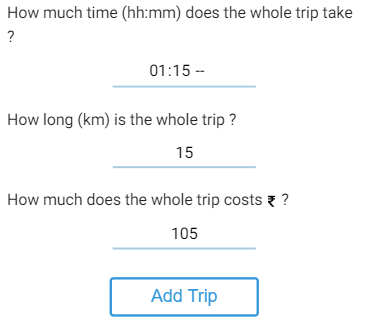 How much time (hh:mm) does the whole trip take
?
01:15 --
How long (km) is the whole trip ?
15
How much does the whole trip costs ₹ ?
105
Add Trip